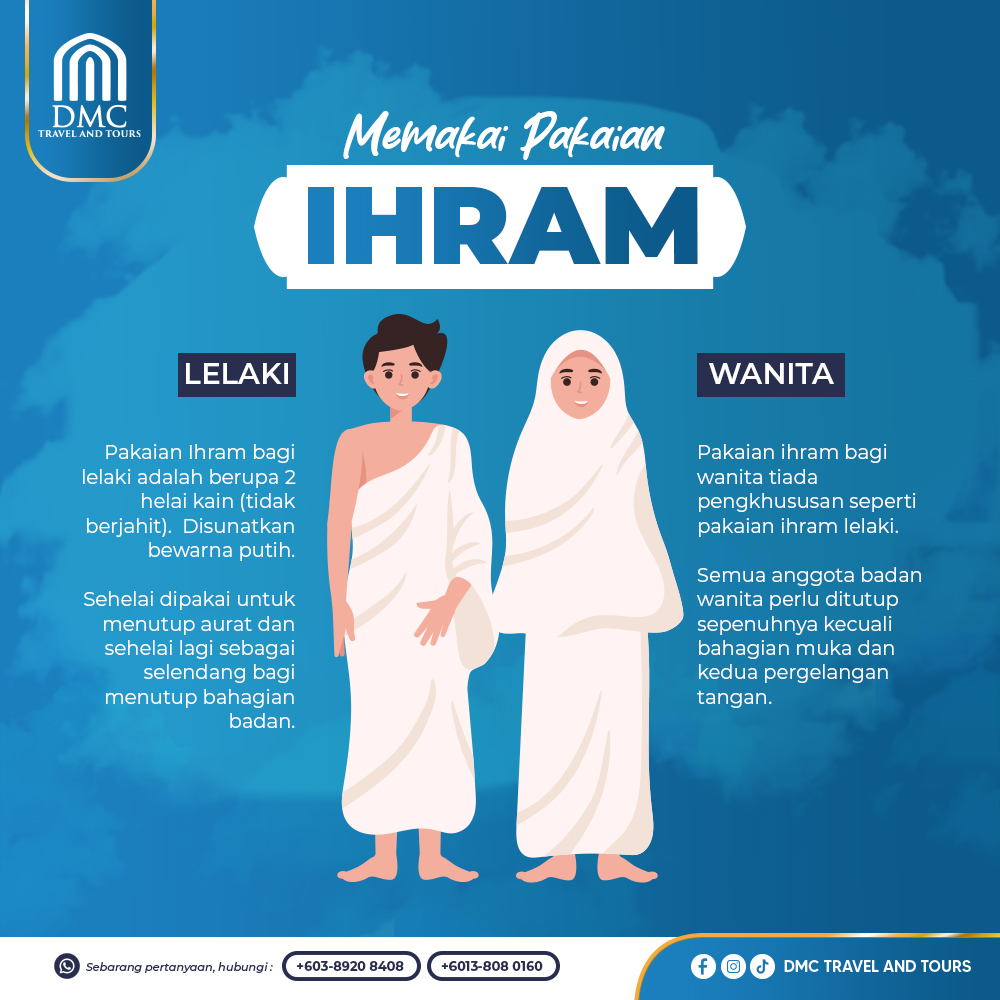 DMC
TRAVEL AND TOURS
Memakai Pakaian
IHRAM
LELAKI
Pakaian Ihram bagi
lelaki adalah berupa 2
helai kain (tidak
berjahit).  Disunatkan
bewarna putih.
Sehelai dipakai untuk
menutup aurat dan
sehelai lagi sebagai
selendang bagi
menutup bahagian
badan.
WANITA
Pakaian ihram bagi
wanita tiada
pengkhususan seperti
pakaian ihram lelaki.
Semua anggota badan
wanita perlu ditutup
sepenuhnya kecuali
bahagian muka dan
kedua pergelangan
tangan.
Sebarang pertanyaan, hubungi : +603-8920 8408 +6013-808 0160
DMC TRAVEL AND TOURS